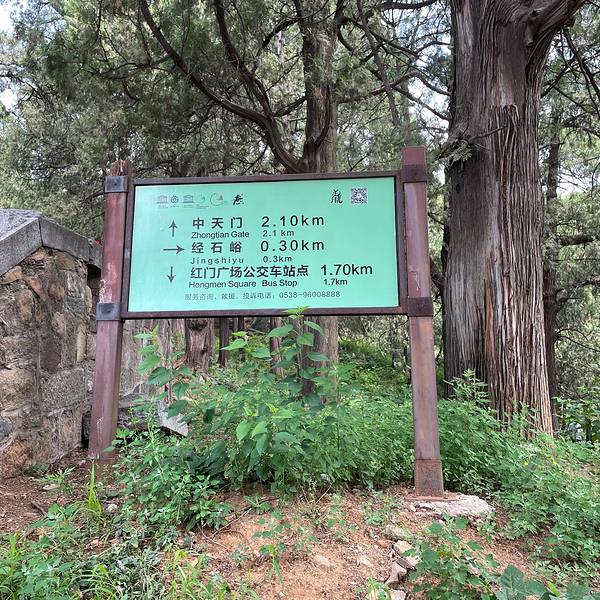 中天门 2.10km
Zhongtian Gate 2.1 km
经石峪 0.30km
Jingshiyu 0.3km
红门广场公交车站点 1.70km
Hongmen Square Bus Stop 1.7km
服务咨询、救援、投诉电话：0538-96008888